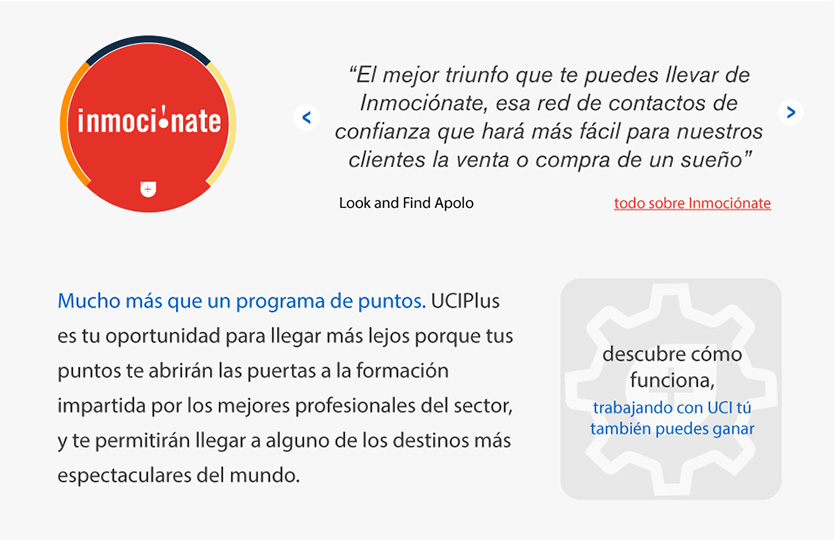 inmoci!nate
“El mejor triunfo que te puedes llevar de
Inmociónate, esa red de contactos de
confianza que hará más fácil para nuestros
clientes la venta o compra de un sueño”
Look and Find Apolo
todo sobre Inmociónate
Mucho más que un programa de puntos. UCIPlus
es tu oportunidad para llegar más lejos porque tus
puntos te abrirán las puertas a la formación
impartida por los mejores profesionales del sector,
y te permitirán llegar a alguno de los destinos más
espectaculares del mundo.
descubre cómo
funciona,
trabajando con UCI tú
también puedes ganar